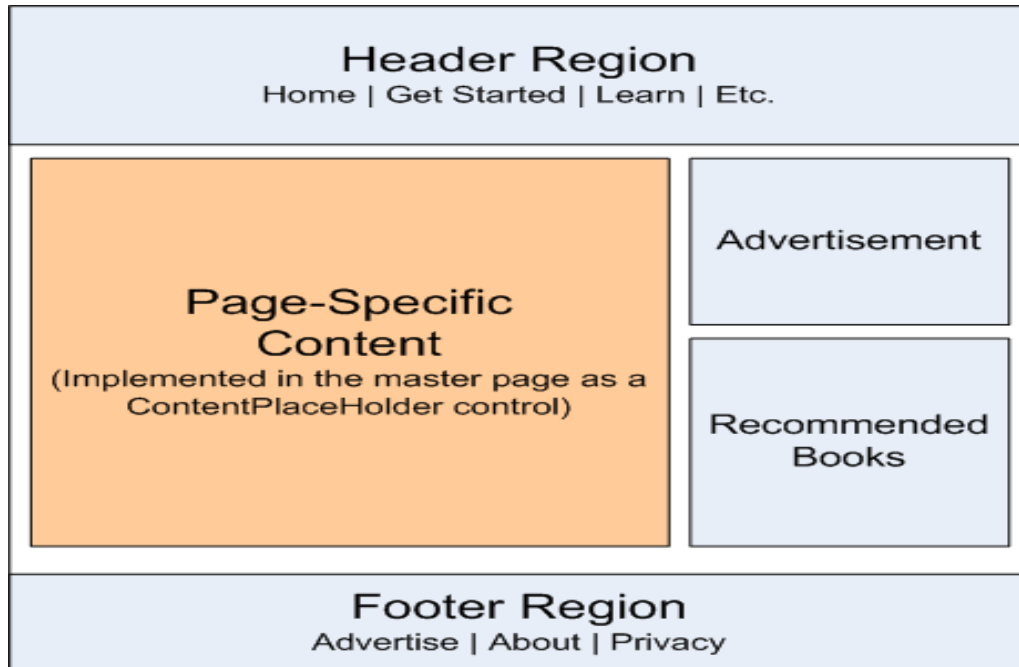 Header Region
Home | Get Started | Learn | Etc.
Page-Specific
Content
(Implemented in the master page as a
ContentPlaceHolder control)
Advertisement
Recommended
Books
Footer Region
Advertise | About | Privacy